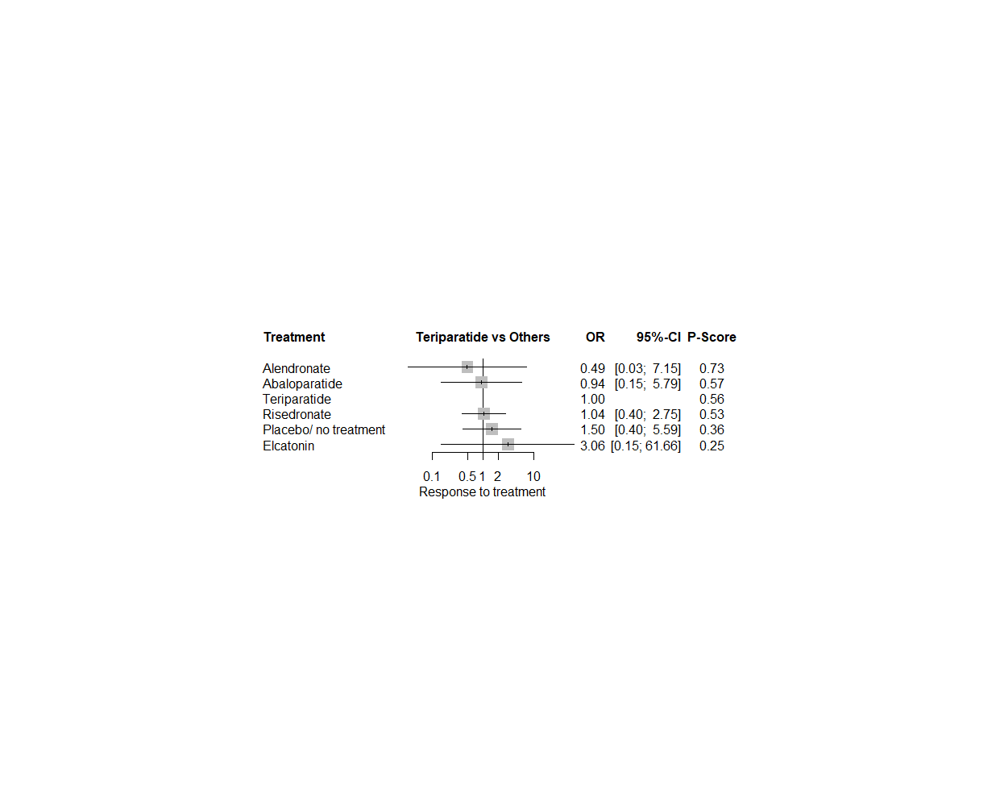 Treatment Teriparatide vs Others OR 95%-CI P-Score
Alendronate 0.49 [0.03; 7.15] 0.73
Abaloparatide 0.94 [0.15; 5.79] 0.57
Teriparatide 1.00 0.56
Risedronate 1.04 [0.40; 2.75] 0.53
Placebo/ no treatment 1.50 [0.40; 5.59] 0.36
Elcatonin 3.06 [0.15; 61.66] 0.25
0.1 0.5 1 2 10
Response to treatment